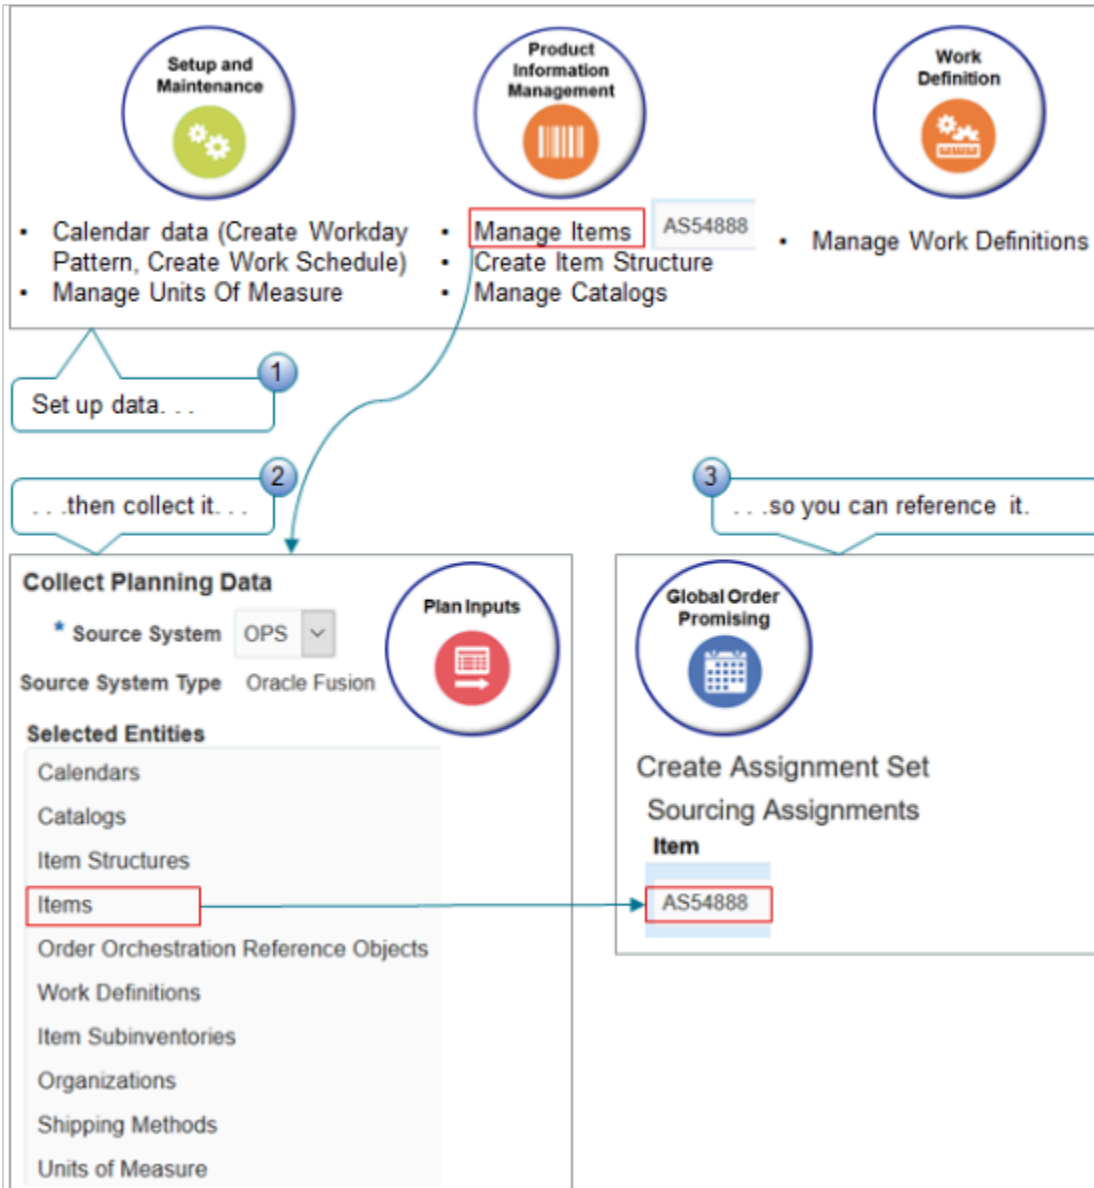 Setup and
Maintenance
Product
Information
Management
Work
Definition
• Calendar data (Create Workday
Pattern, Create Work Schedule)
• Manage Units Of Measure
• Manage Items AS54888
• Create Item Structure
• Manage Catalogs
• Manage Work Definitions
1
Set up data. . .
2
. . .then collect it. . .
3
. . .so you can reference it.
Collect Planning Data
* Source System OPS
Source System Type Oracle Fusion
Plan Inputs
Selected Entities
Calendars
Catalogs
Item Structures
Items
Order Orchestration Reference Objects
Work Definitions
Item Subinventories
Organizations
Shipping Methods
Units of Measure
Global Order
Promising
Create Assignment Set
Sourcing Assignments
Item
AS54888